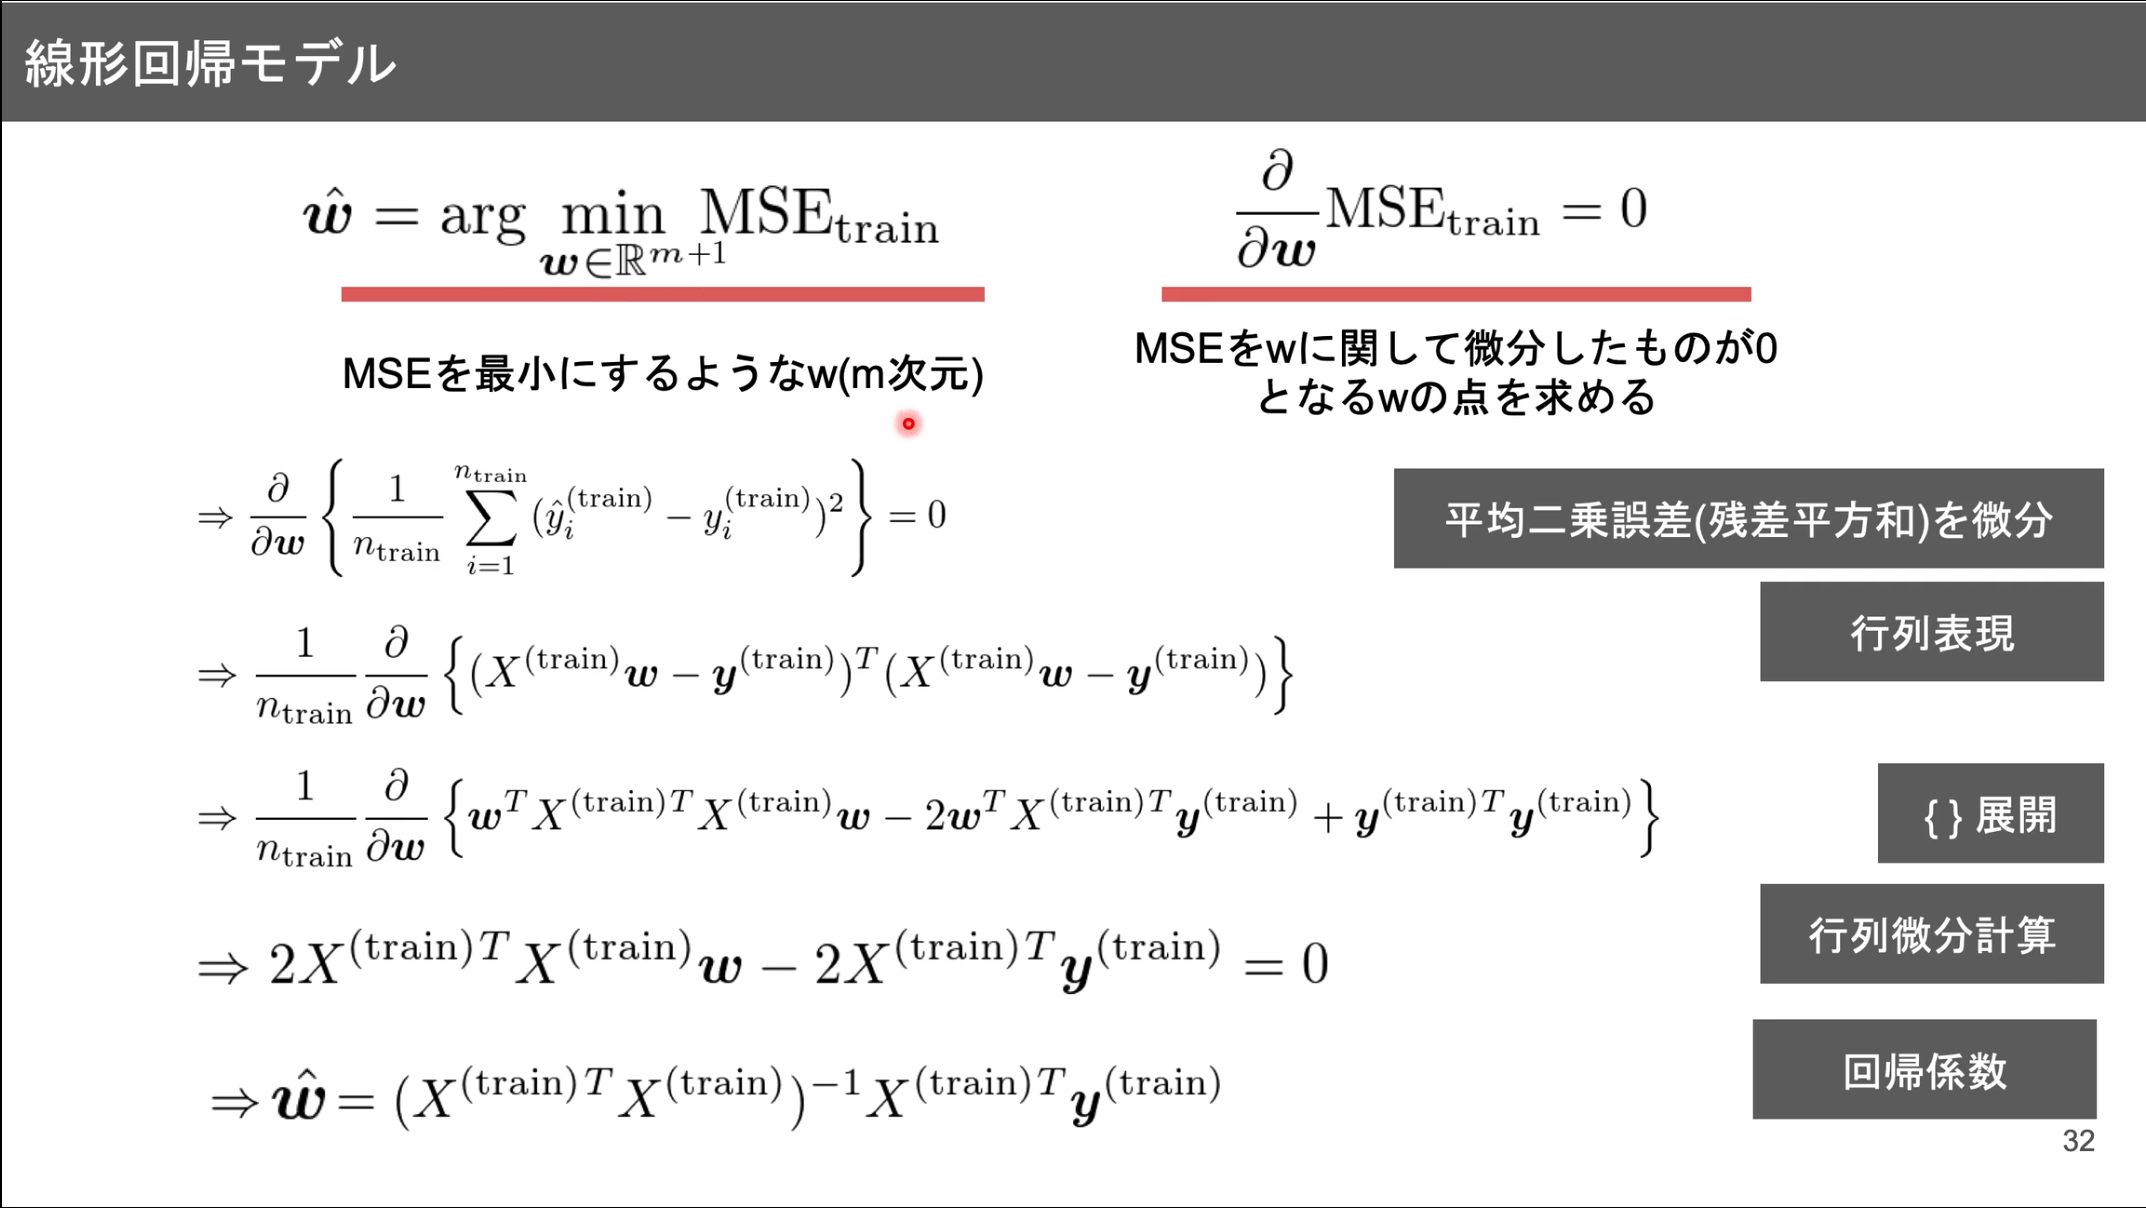 線形回帰モデル
$\hat{\boldsymbol{w}} = \arg\min_{\boldsymbol{w} \in \mathbb{R}^{m+1}} \mathrm{MSE}_{\mathrm{train}}$
$\frac{\partial}{\partial \boldsymbol{w}} \mathrm{MSE}_{\mathrm{train}} = 0$
MSEを最小にするようなw(m次元)
MSEをwに関して微分したものが0
となるwの点を求める
$\Rightarrow \frac{\partial}{\partial \boldsymbol{w}} \left\{ \frac{1}{n_{\mathrm{train}}} \sum_{i=1}^{n_{\mathrm{train}}} (\hat{y}_i^{(\mathrm{train})} - y_i^{(\mathrm{train})})^2 \right\} = 0$
平均二乗誤差(残差平方和)を微分
$\Rightarrow \frac{1}{n_{\mathrm{train}}} \frac{\partial}{\partial \boldsymbol{w}} \left\{ (X^{(\mathrm{train})} \boldsymbol{w} - \boldsymbol{y}^{(\mathrm{train})})^T (X^{(\mathrm{train})} \boldsymbol{w} - \boldsymbol{y}^{(\mathrm{train})}) \right\}$
行列表現
$\Rightarrow \frac{1}{n_{\mathrm{train}}} \frac{\partial}{\partial \boldsymbol{w}} \left\{ \boldsymbol{w}^T X^{(\mathrm{train})T} X^{(\mathrm{train})} \boldsymbol{w} - 2\boldsymbol{w}^T X^{(\mathrm{train})T} \boldsymbol{y}^{(\mathrm{train})} + \boldsymbol{y}^{(\mathrm{train})T} \boldsymbol{y}^{(\mathrm{train})} \right\}$
{ } 展開
$\Rightarrow 2X^{(\mathrm{train})T} X^{(\mathrm{train})} \boldsymbol{w} - 2X^{(\mathrm{train})T} \boldsymbol{y}^{(\mathrm{train})} = 0$
行列微分計算
$\Rightarrow \hat{\boldsymbol{w}} = (X^{(\mathrm{train})T} X^{(\mathrm{train})})^{-1} X^{(\mathrm{train})T} \boldsymbol{y}^{(\mathrm{train})}$
回帰係数
32